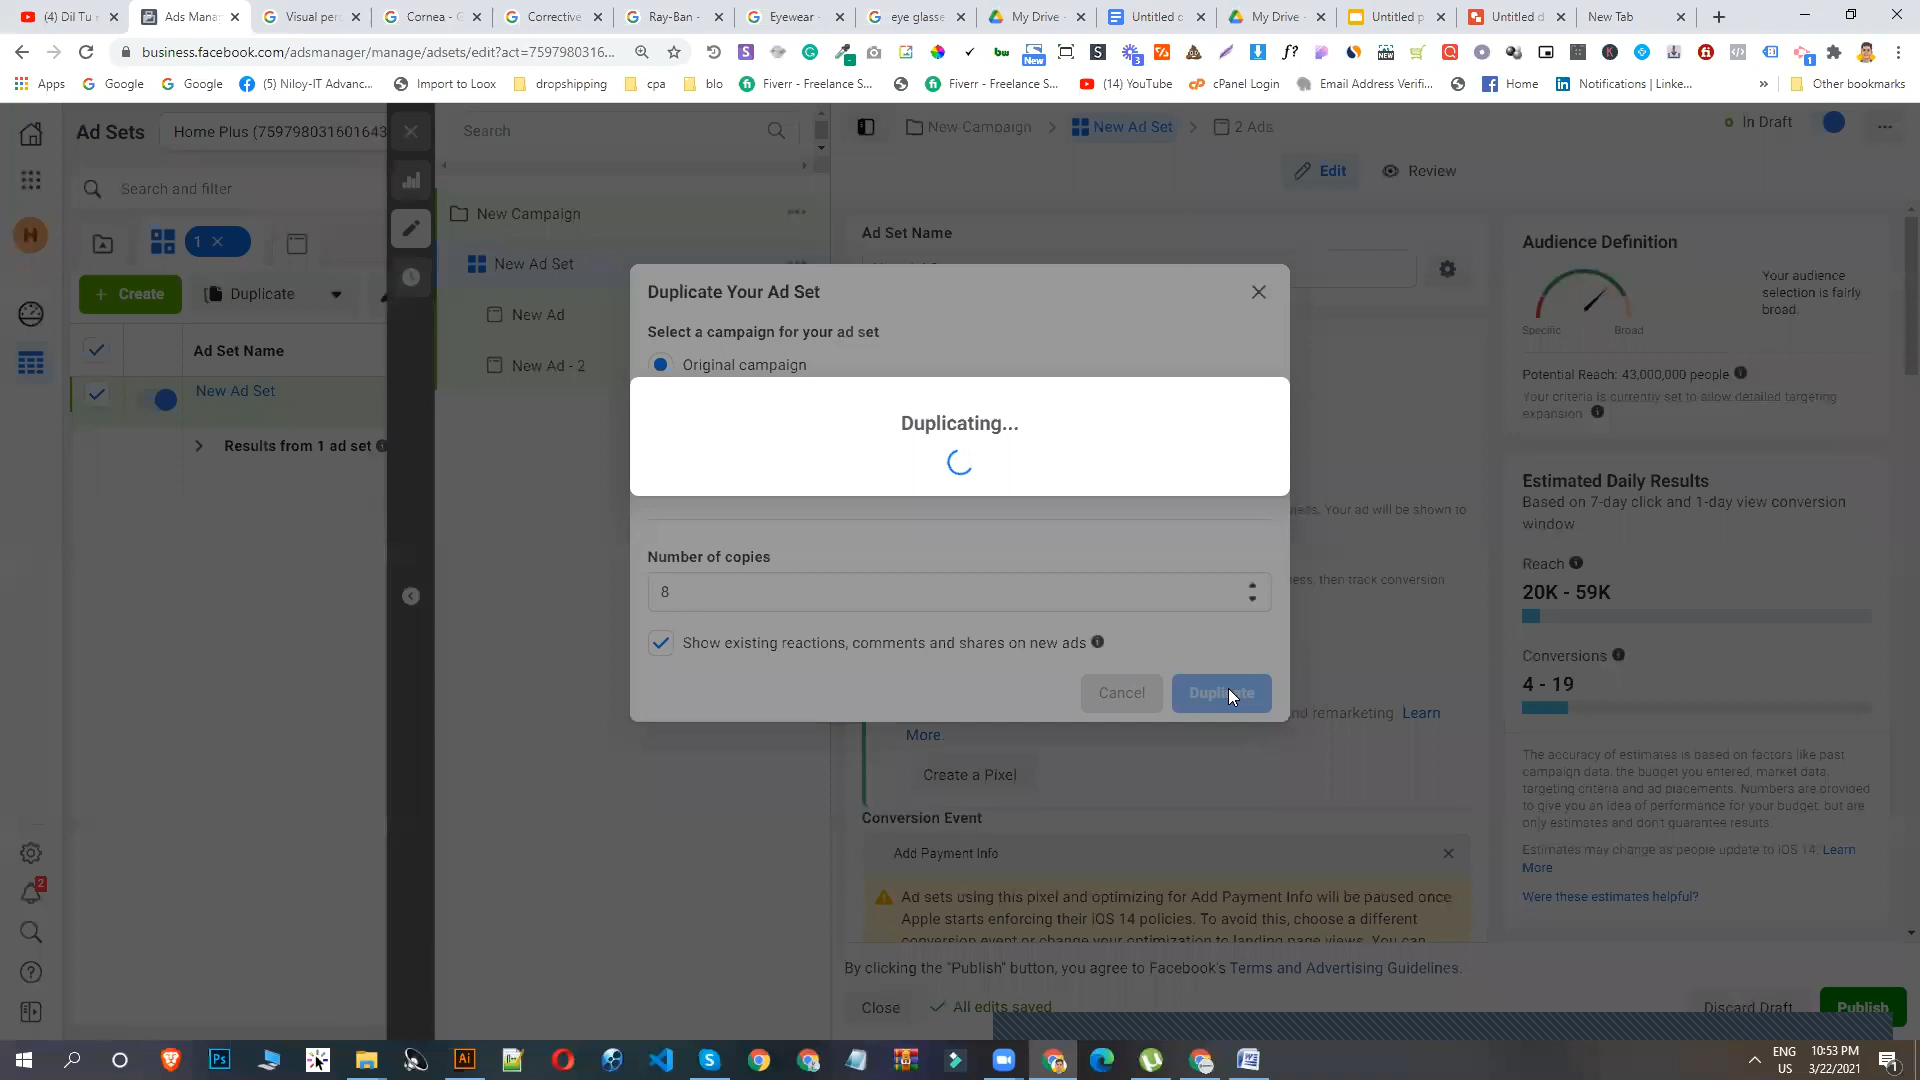 (4) Dil Tu
Ads Mana
Visual per
Cornea - G
Corrective
Ray-Ban -
Eyewear -
eye glasse
My Drive -
Untitled d
My Drive -
Untitled p
Untitled d
New Tab
business.facebook.com/adsmanager/manage/adsets/edit?act=7597980316...
Apps
Google
Google
(5) Niloy-IT Advanc...
Import to Loox
dropshipping
cpa
blo
Fiverr - Freelance S...
Fiverr - Freelance S...
(14) YouTube
cPanel Login
Email Address Verifi...
Home
Notifications | Linke...
Other bookmarks
Ad Sets
Home Plus (759798031601643
Search
New Campaign
New Ad Set
2 Ads
In Draft
Search and filter
Edit
Review
H
1
New Campaign
Ad Set Name
Audience Definition
New Ad Set
Your audience
selection is fairly
broad.
Specific
Broad
Create
Duplicate
Duplicate Your Ad Set
New Ad
Select a campaign for your ad set
Ad Set Name
New Ad - 2
Original campaign
Potential Reach: 43,000,000 people
New Ad Set
Your criteria is currently set to allow detailed targeting
expansion.
Duplicating...
Results from 1 ad set
Estimated Daily Results
Based on 7-day click and 1-day view conversion
window
Your ad will be shown to
Number of copies
Reach
ess, then track conversion
8
20K - 59K
Show existing reactions, comments and shares on new ads
Conversions
4 - 19
Cancel
Duplicate
nd remarketing. Learn
More.
Create a Pixel
The accuracy of estimates is based on factors like past
campaign data, the budget you entered, market data,
targeting criteria and ad placements. Numbers are provided
to give you an idea of performance for your budget, but are
only estimates and don't guarantee results.
Conversion Event
Add Payment Info
Estimates may change as people update to iOS 14. Learn
More
Ad sets using this pixel and optimizing for Add Payment Info will be paused once
Apple starts enforcing their iOS 14 policies. To avoid this, choose a different
conversion event or change your optimization to landing page views. You can
Were these estimates helpful?
2
By clicking the "Publish" button, you agree to Facebook's Terms and Advertising Guidelines.
Close
All edits saved
Discard Draft
Publish
ENG
US
10:53 PM
3/22/2021